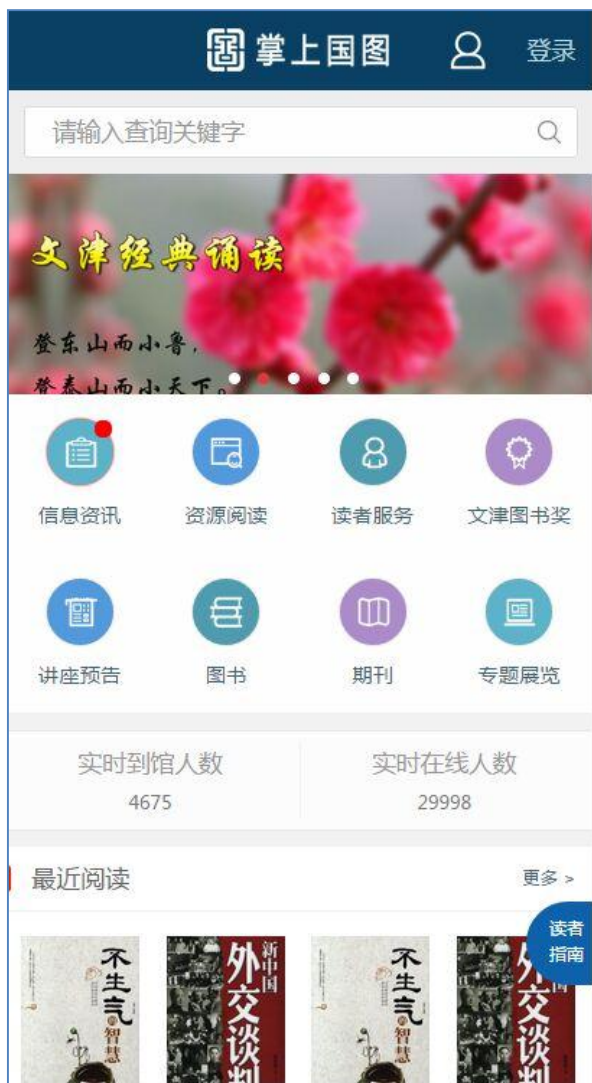 掌上国图
登录
请输入查询关键字
文津经典诵读
登东山而小鲁,
登泰山而小天下。
信息资讯 资源阅读 读者服务 文津图书奖
讲座预告 图书 期刊 专题展览
实时到馆人数 实时在线人数
4675 29998
最近阅读 更多 >
读者
指南
不生气的智慧
新中国
外交谈判
不生气的智慧
外交谈判